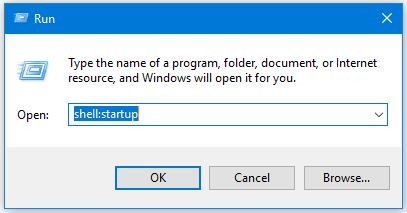 Run
Type the name of a program, folder, document, or Internet
resource, and Windows will open it for you.
Open: shell:startup
OK Cancel Browse...